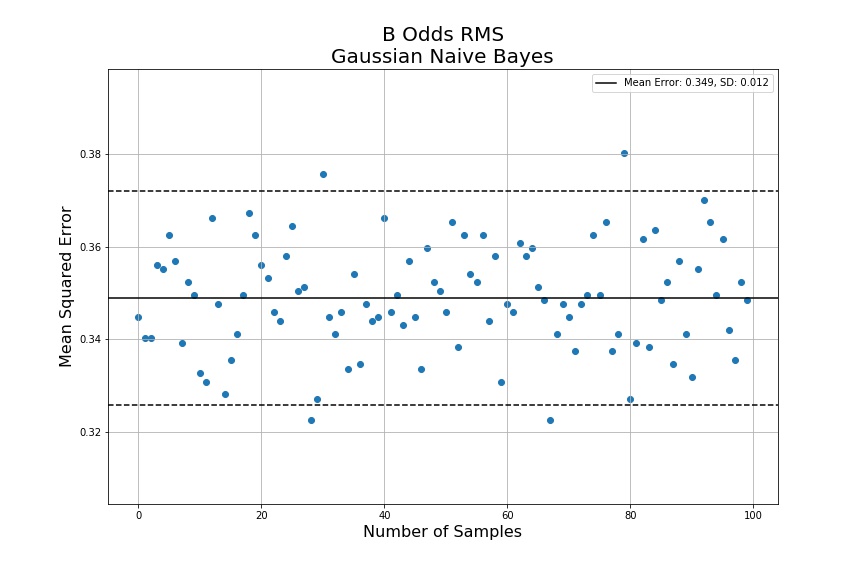 B Odds RMS
Gaussian Naive Bayes
Mean Error: 0.349, SD: 0.012
Mean Squared Error
0.38
0.36
0.34
0.32
0
20
40
60
80
100
Number of Samples